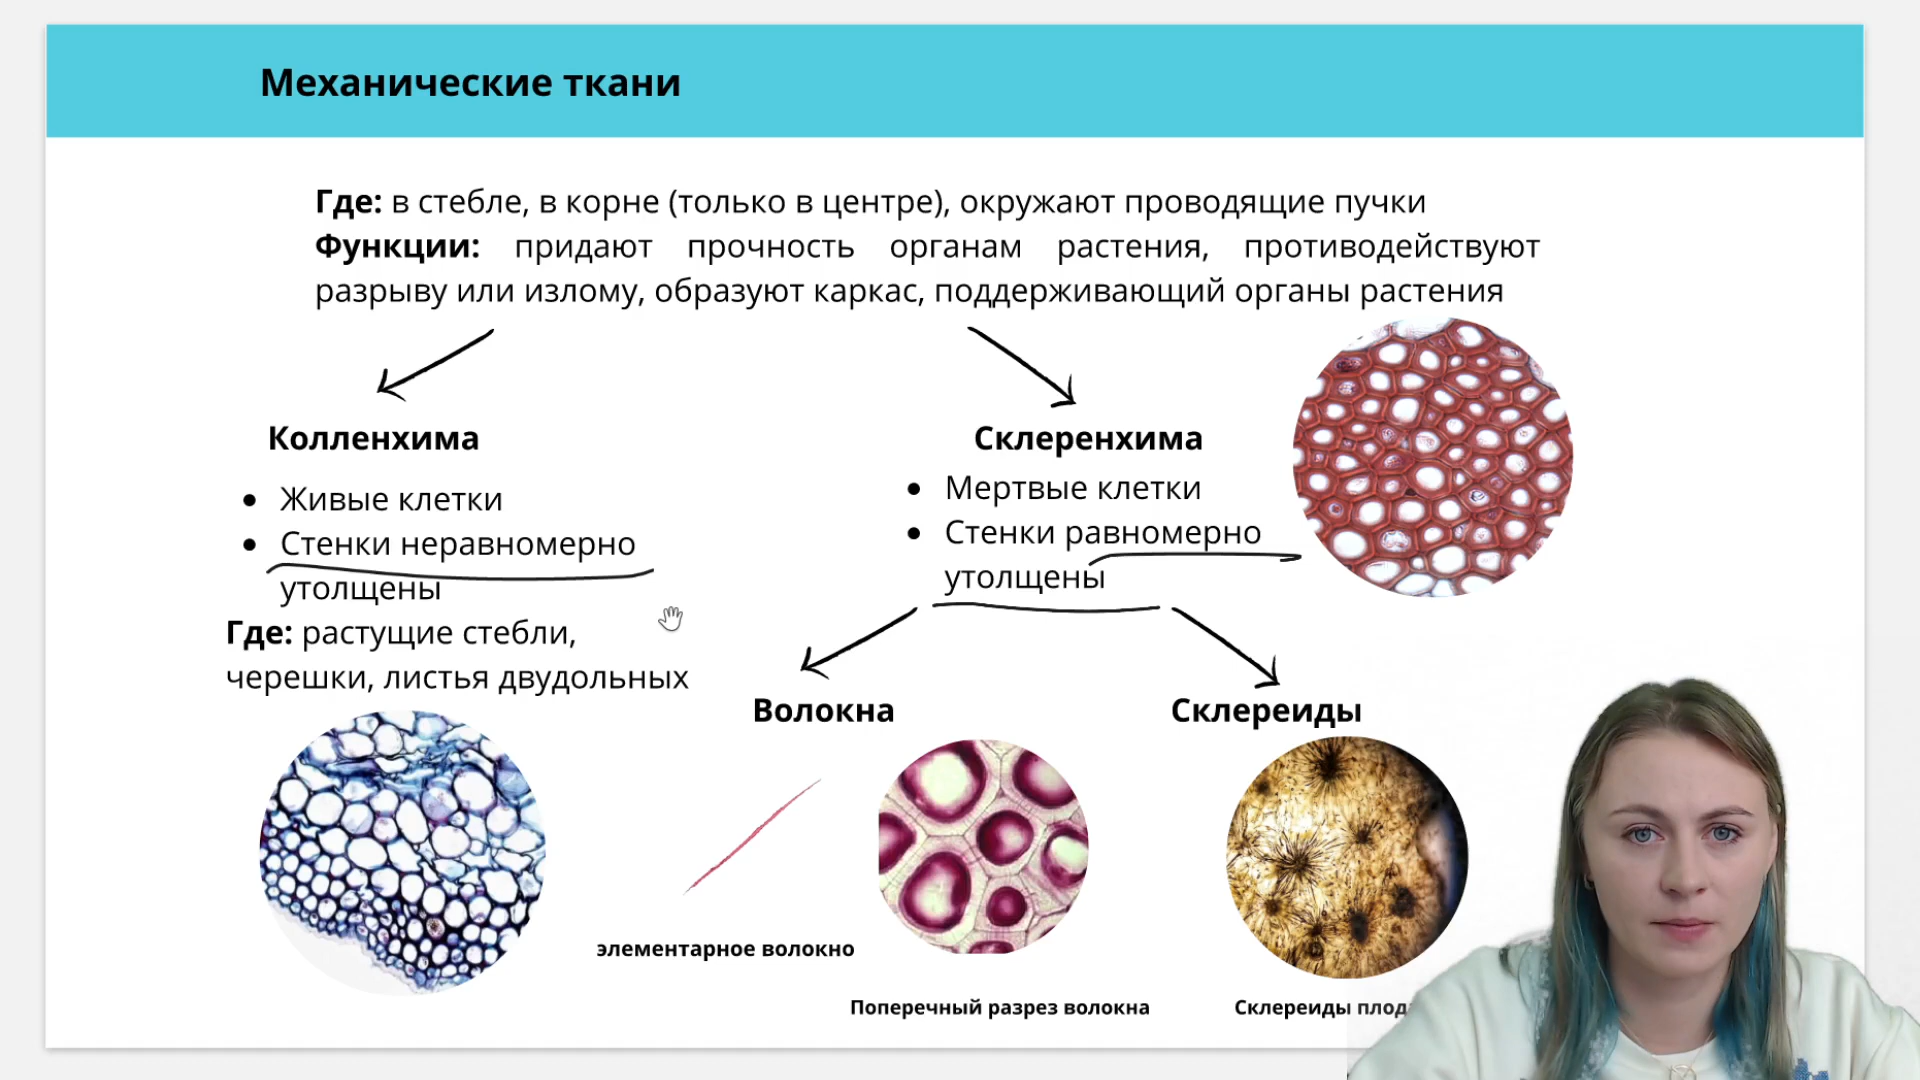 Механические ткани
Где: в стебле, в корне (только в центре), окружают проводящие пучки
Функции: придают прочность органам растения, противодействуют
разрыву или излому, образуют каркас, поддерживающий органы растения
Колленхима
• Живые клетки
• Стенки неравномерно
утолщены
Где: растущие стебли,
черешки, листья двудольных
Склеренхима
• Мертвые клетки
• Стенки равномерно
утолщены
Волокна
Склереиды
элементарное волокно
Поперечный разрез волокна
Склереиды